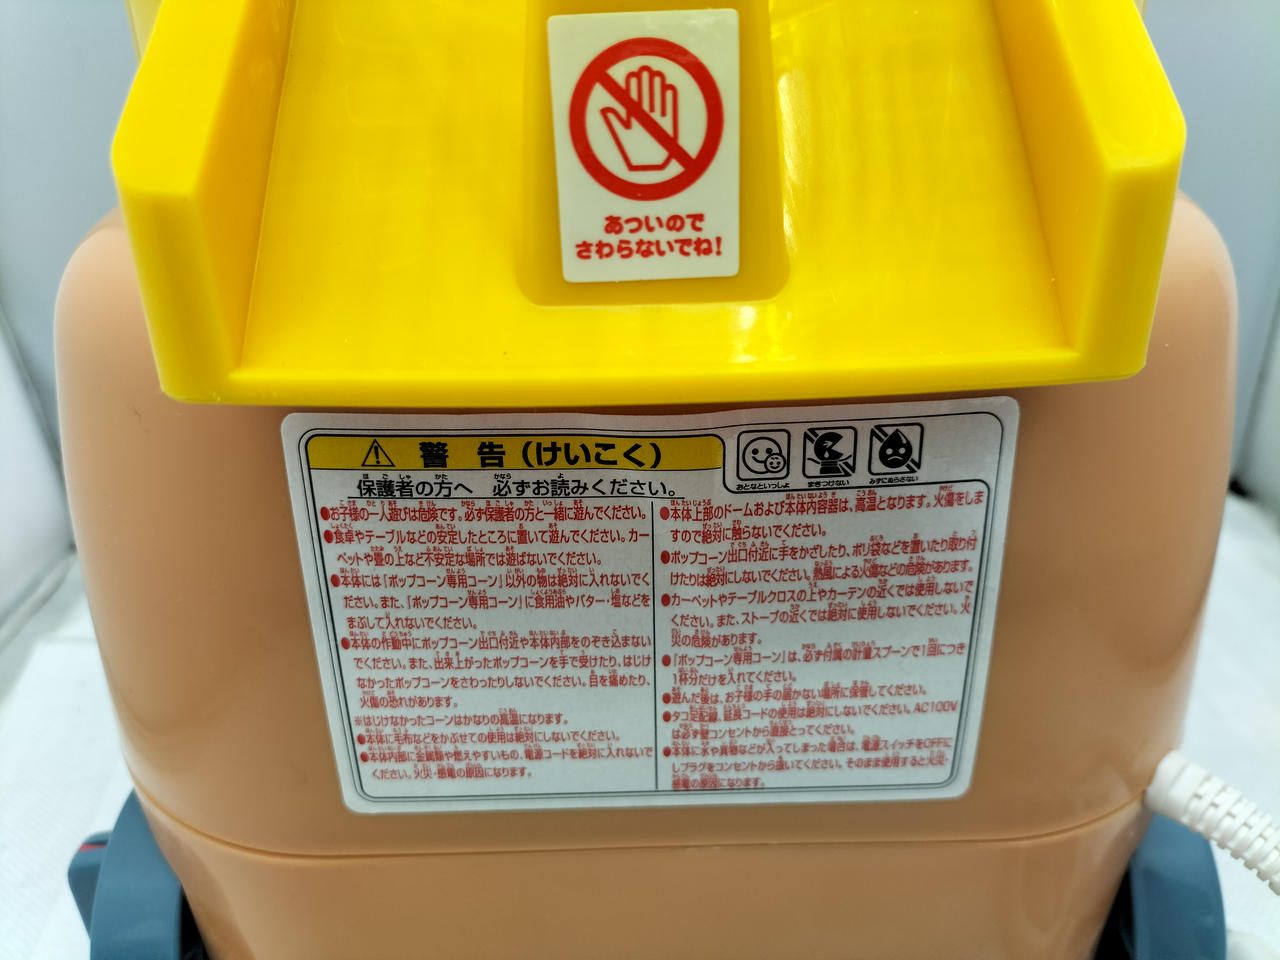 あついので
さわらないでね!
警 告 (けいこく)
保護者の方へ 必ずお読みください。
おとなといっしょ
まきつけない
みずにぬらさない
●お子様の一人遊びは危険です。必ず保護者の方と一緒に遊んでください。
●食卓やテーブルなどの安定したところに置いて遊んでください。カー
ペットや畳の上など不安定な場所では遊ばないでください。
●本体には「ポップコーン専用コーン」以外の物は絶対に入れないでく
ださい。また、「ポップコーン専用コーン」に食用油やバター・塩などを
まぶして入れないでください。
●本体の作動中にポップコーン出口付近や本体内部をのぞき込まない
でください。また、出来上がったポップコーンを手で受けたり、はじけ
なかったポップコーンをさわったりしないでください。目を痛めたり、
火傷の恐れがあります。
※はじけなかったコーンはかなりの高温になります。
●本体に毛布などをかぶせての使用は絶対にしないでください。
●本体内部に金属類や燃えやすいもの、電源コードを絶対に入れないで
ください。火災・感電の原因になります。
●本体上部のドームおよび本体内容器は、高温となります。火傷をしま
すので絶対に触らないでください。
●ポップコーン出口付近に手をかざしたり、ポリ袋などを置いたり取り付
けたりは絶対にしないでください。熱風による火傷などの危険があります。
●カーペットやテーブルクロスの上やカーテンの近くでは使用しないで
ください。また、ストーブの近くでは絶対に使用しないでください。火
災の危険があります。
●「ポップコーン専用コーン」は、必ず付属の計量スプーンで1回につき
1杯分だけを入れてください。
●遊んだ後は、お子様の手の届かない場所に保管してください。
●タコ足配線、延長コードの使用は絶対にしないでください。AC100V
は必ず壁コンセントから直接とってください。
●本体に水や異物などが入ってしまった場合は、電源スイッチをOFFに
しプラグをコンセントから抜いてください。そのまま使用すると火災・
感電の原因になります。